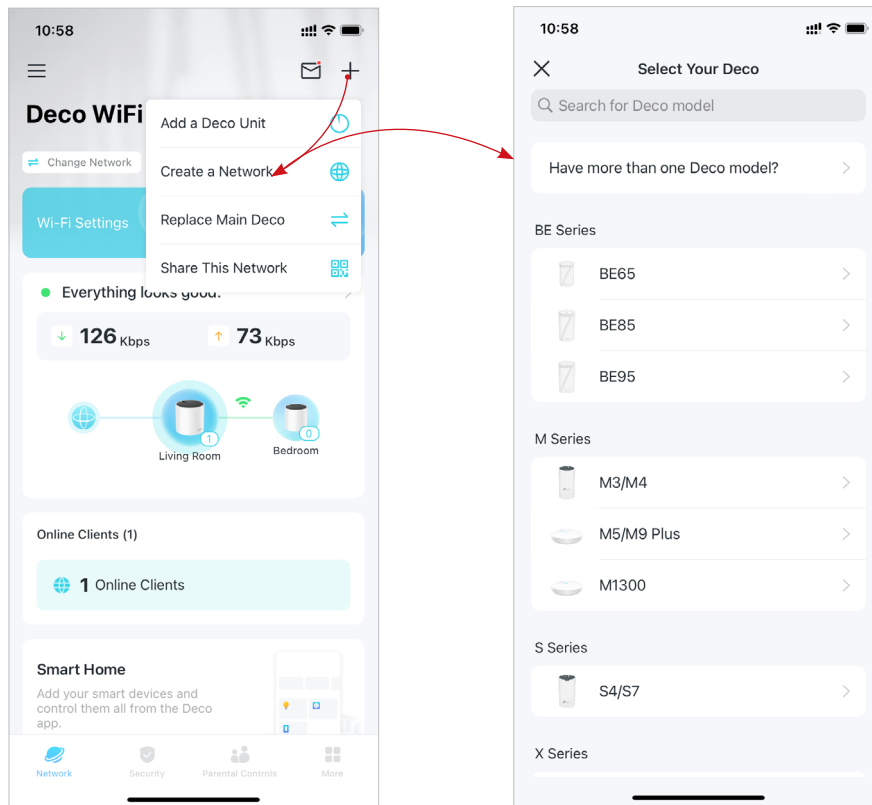 10:58
Deco WiFi
Add a Deco Unit
Change Network
Create a Network
Wi-Fi Settings
Replace Main Deco
Share This Network
Everything looks good.
126 Kbps
73 Kbps
1
0
Living Room
Bedroom
Online Clients (1)
1 Online Clients
Smart Home
Add your smart devices and
control them all from the Deco
app.
Network
Security
Parental Controls
More
10:58
Select Your Deco
Search for Deco model
Have more than one Deco model?
BE Series
BE65
BE85
BE95
M Series
M3/M4
M5/M9 Plus
M1300
S Series
S4/S7
X Series